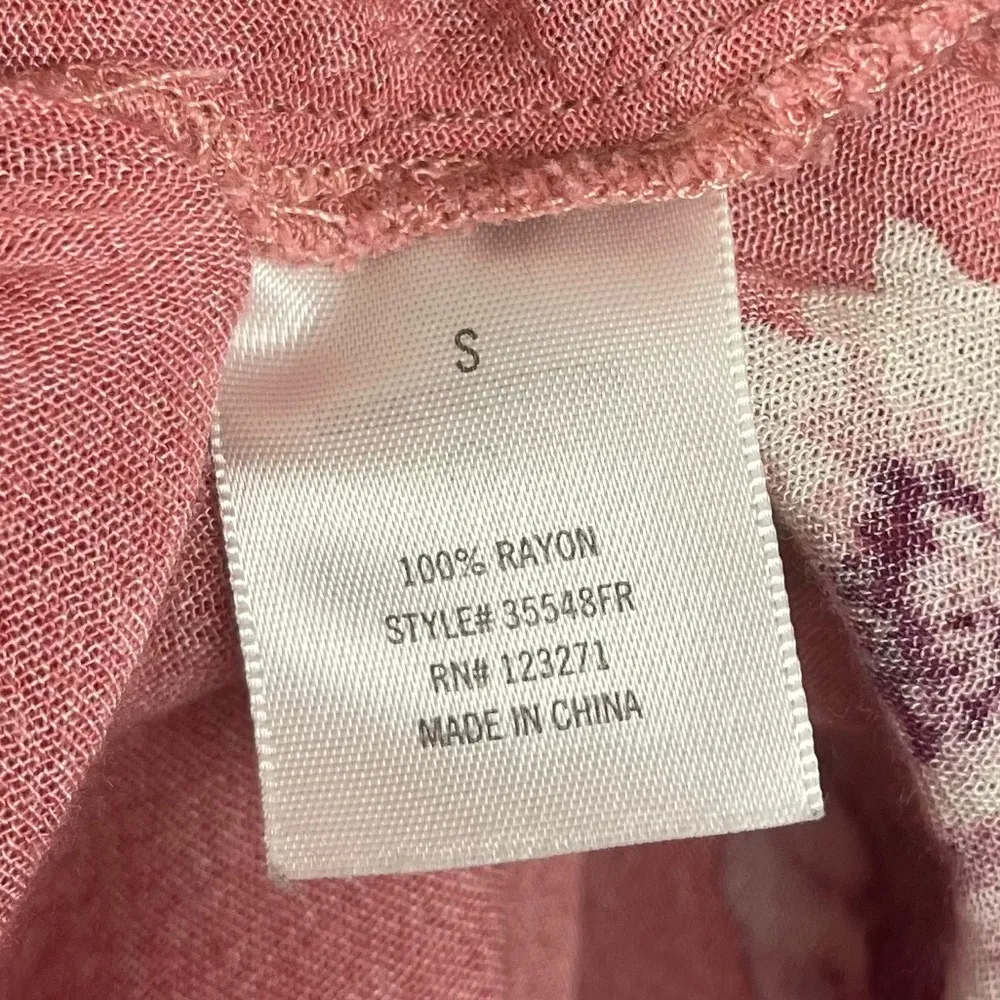 S
100% RAYON
STYLE# 35548FR
RN# 123271
MADE IN CHINA